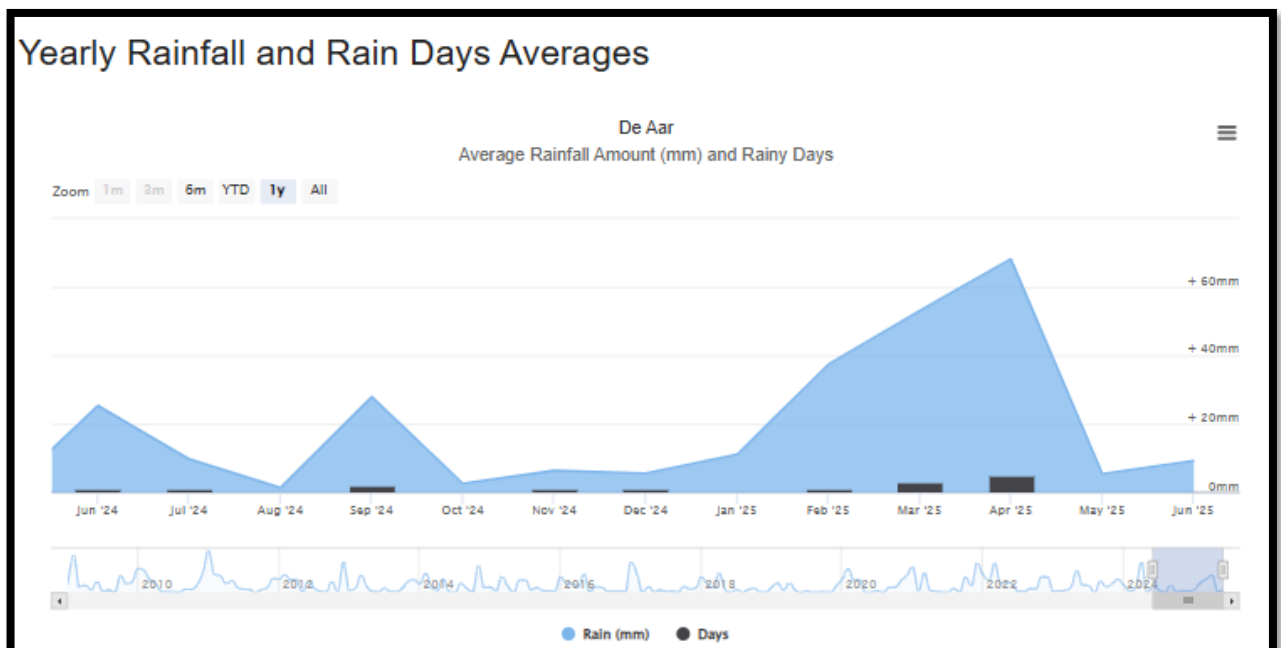 Yearly Rainfall and Rain Days Averages
De Aar
Average Rainfall Amount (mm) and Rainy Days
Zoom 1m 3m 6m YTD 1y All
+ 60mm
+ 40mm
+ 20mm
0mm
Jun '24 Jul '24 Aug '24 Sep '24 Oct '24 Nov '24 Dec '24 Jan '25 Feb '25 Mar '25 Apr '25 May '25 Jun '25
2010 2012 2014 2016 2018 2020 2022 2024
Rain (mm) Days